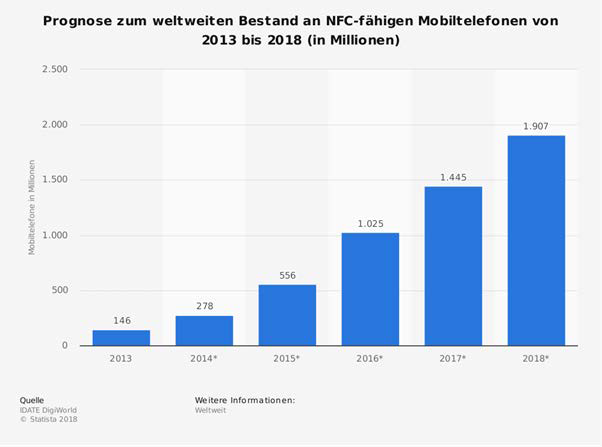 Prognose zum weltweiten Bestand an NFC-fähigen Mobiltelefonen von
2013 bis 2018 (in Millionen)
2.500
2.000
1.500
1.000
500
0
Mobiltelefone in Millionen
146
278
556
1.025
1.445
1.907
2013
2014*
2015*
2016*
2017*
2018*
Quelle
IDATE DigiWorld
© Statista 2018
Weitere Informationen:
Weltweit